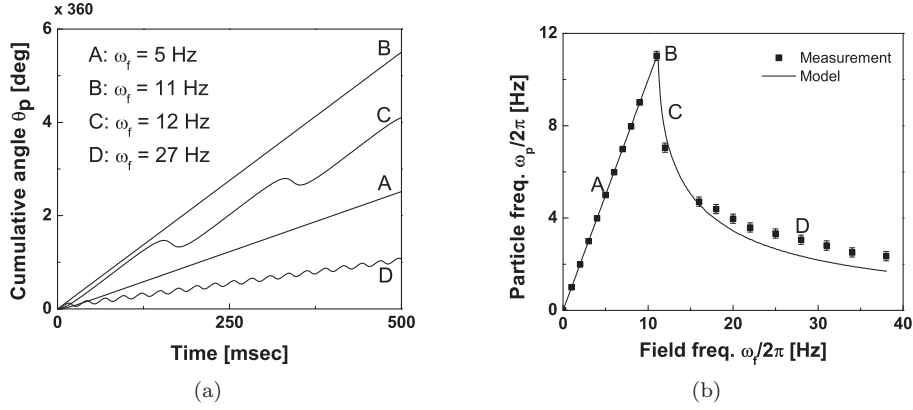 x 360
Cumulative angle θp [deg]
6
4
2
0
0
250
500
Time [msec]
A: ωf = 5 Hz
B: ωf = 11 Hz
C: ωf = 12 Hz
D: ωf = 27 Hz
B
C
A
D
(a)
Particle freq. ωp/2π [Hz]
12
8
4
0
0
10
20
30
40
Field freq. ωf/2π [Hz]
Measurement
Model
B
C
A
D
(b)